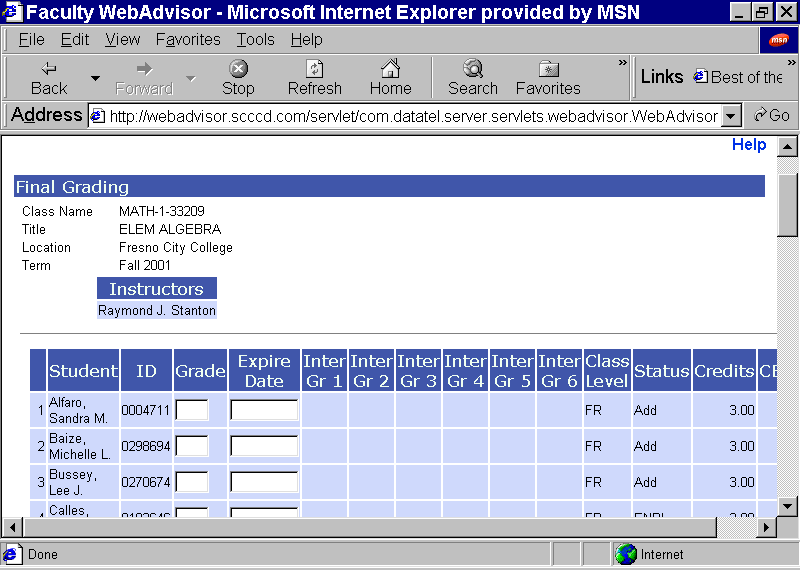 Faculty WebAdvisor - Microsoft Internet Explorer provided by MSN
File Edit View Favorites Tools Help
msn
Back Forward Stop Refresh Home Search Favorites » Links Best of the »
Address http://webadvisor.scccd.com/servlet/com.datatel.server.servlets.webadvisor.WebAdvisor Go
Help
Final Grading
Class Name MATH-1-33209
Title ELEM ALGEBRA
Location Fresno City College
Term Fall 2001
Instructors
Raymond J. Stanton
Student ID Grade Expire Date Inter Gr 1 Inter Gr 2 Inter Gr 3 Inter Gr 4 Inter Gr 5 Inter Gr 6 Class Level Status Credits CE
1 Alfaro, Sandra M. 0004711 FR Add 3.00
2 Baize, Michelle L. 0298694 FR Add 3.00
3 Bussey, Lee J. 0270674 FR Add 3.00
4 Calles,
Done Internet